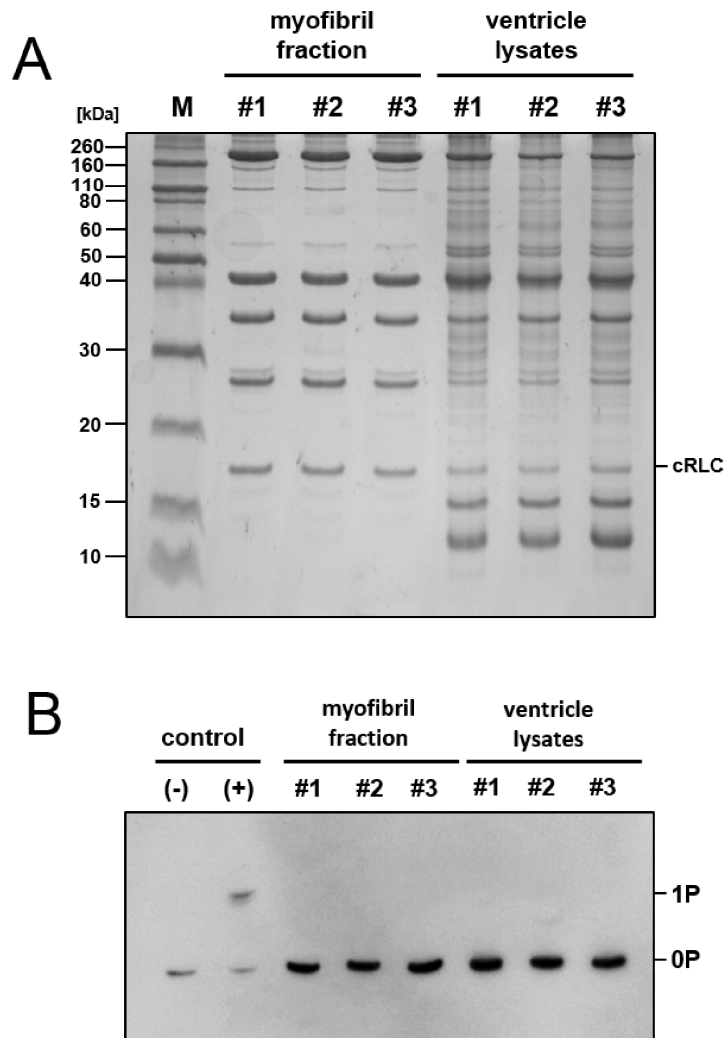 A
myofibril
fraction
ventricle
lysates
[kDa]
M
#1
#2
#3
#1
#2
#3
260
160
110
80
60
50
40
30
20
15
10
cRLC
B
control
myofibril
fraction
ventricle
lysates
(-)
(+)
#1
#2
#3
#1
#2
#3
1P
0P